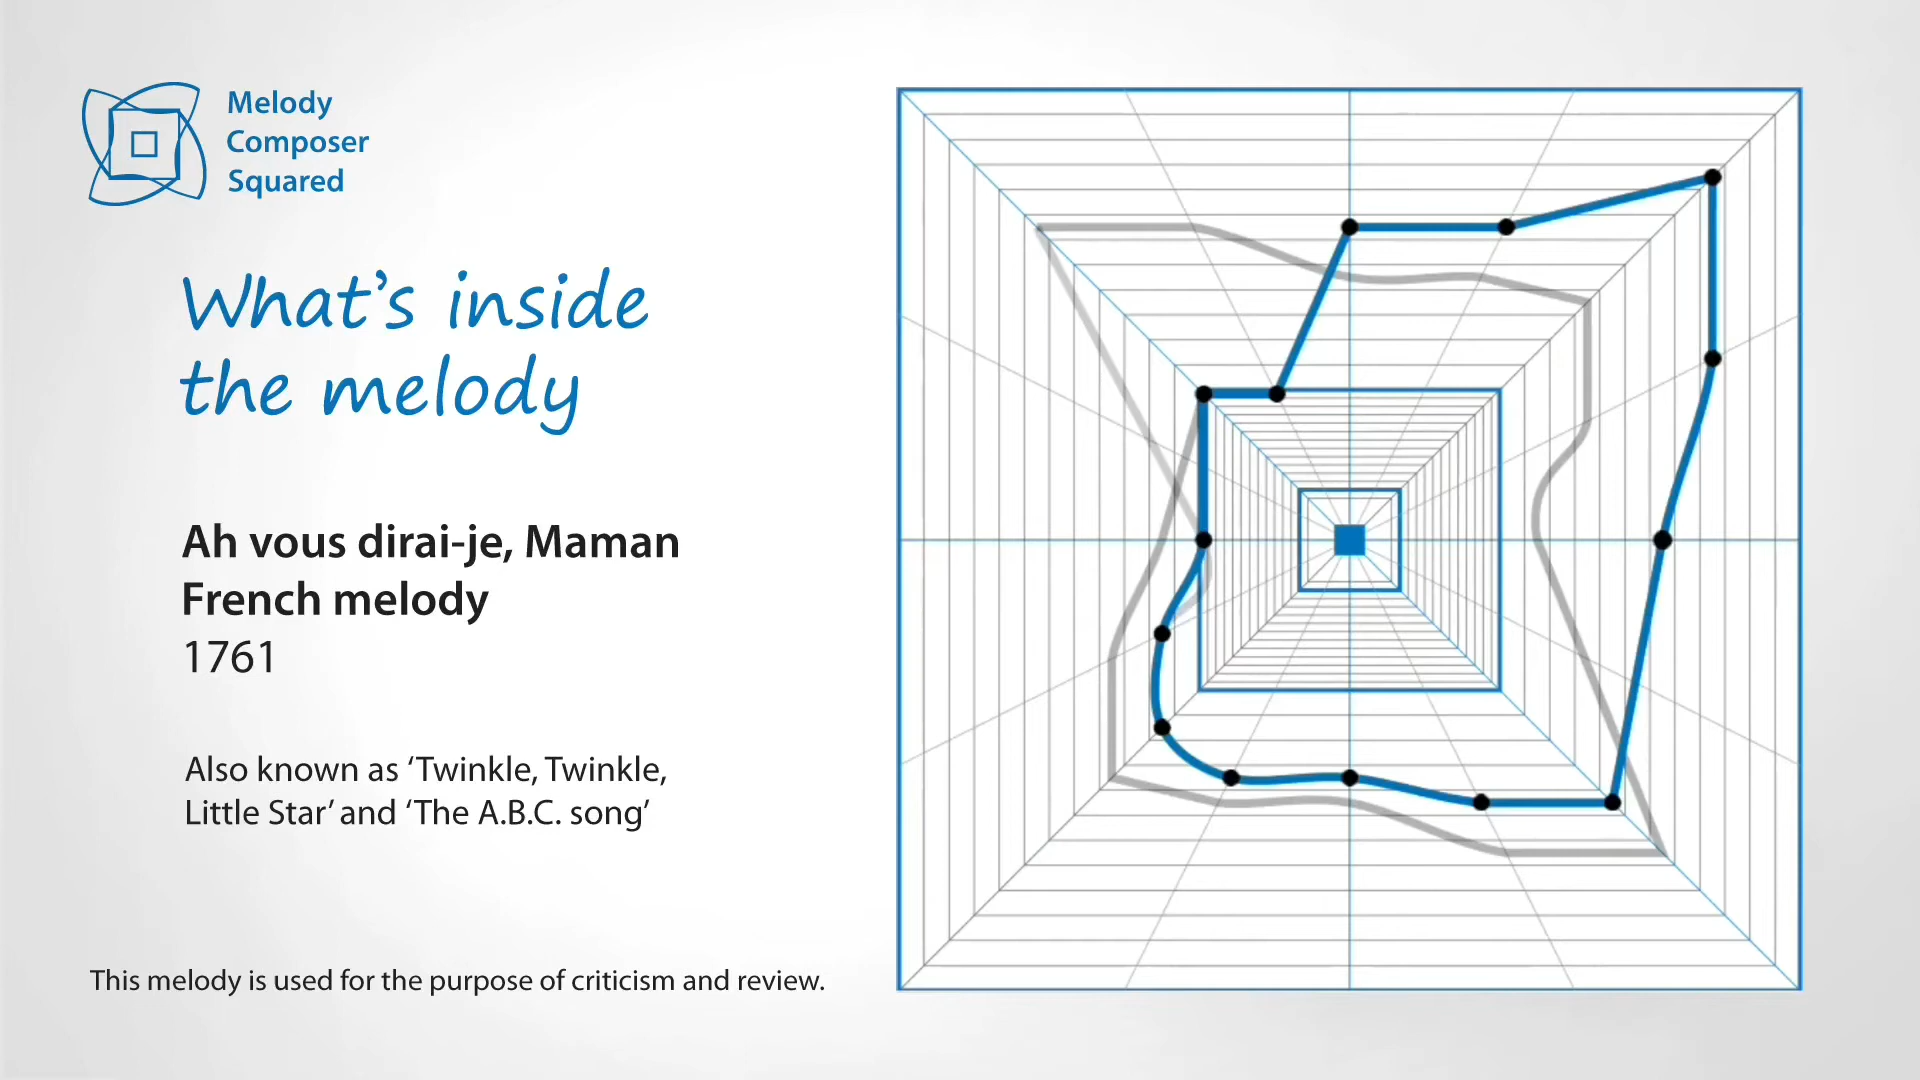 Melody
Composer
Squared
What’s inside
the melody
Ah vous dirai-je, Maman
French melody
1761
Also known as ‘Twinkle, Twinkle,
Little Star’ and ‘The A.B.C. song’
This melody is used for the purpose of criticism and review.